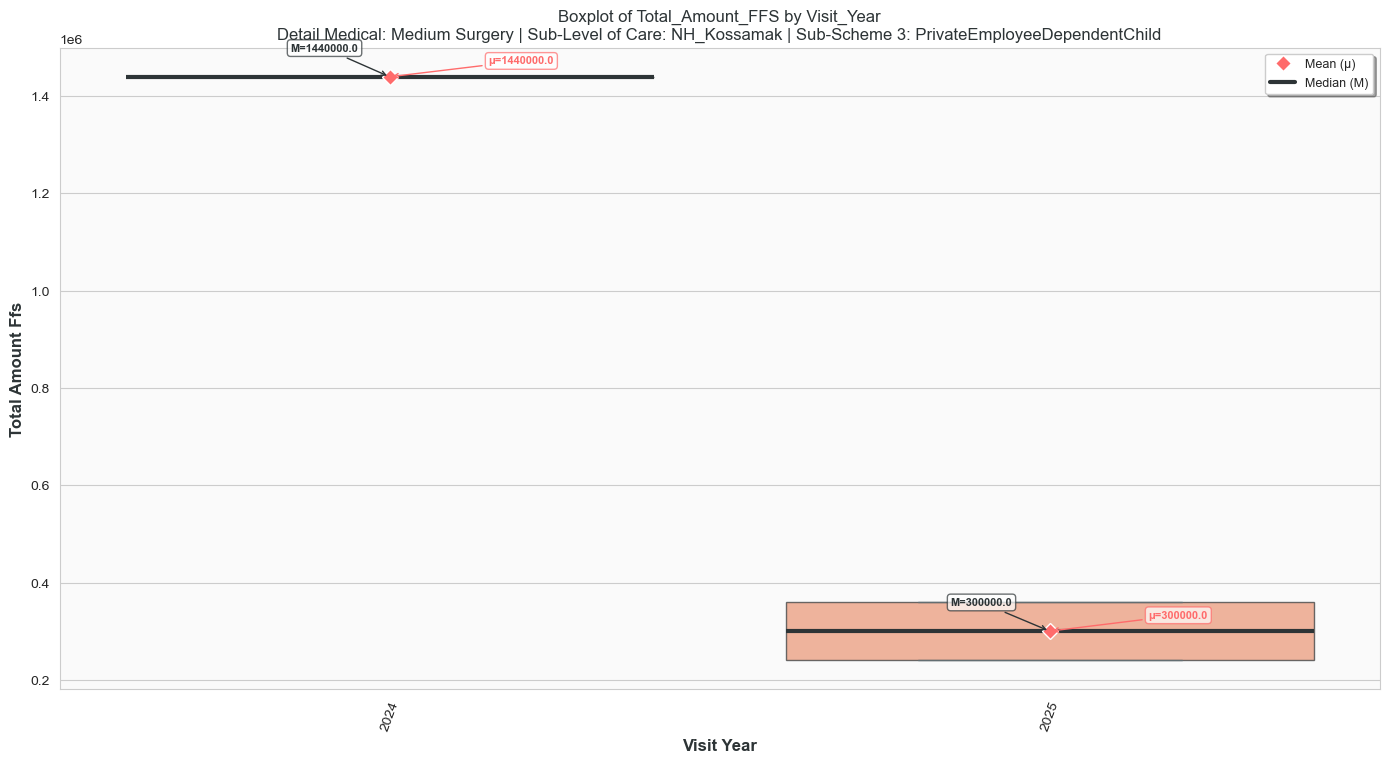 Boxplot of Total_Amount_FFS by Visit_Year
Detail Medical: Medium Surgery | Sub-Level of Care: NH_Kossamak | Sub-Scheme 3: PrivateEmployeeDependentChild
1e6
M=1440000.0
μ=1440000.0
Mean (μ)
Median (M)
1.4
1.2
1.0
0.8
0.6
0.4
0.2
Total Amount Ffs
M=300000.0
μ=300000.0
2024
2025
Visit Year